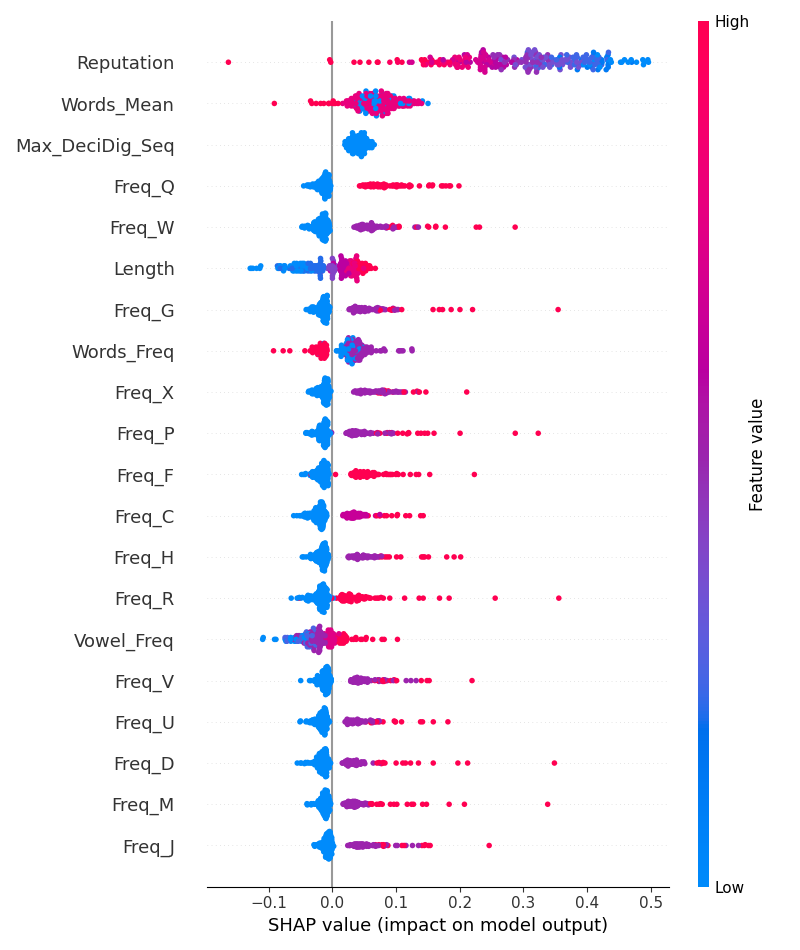 High
Reputation
Words_Mean
Max_DeciDig_Seq
Freq_Q
Freq_W
Length
Freq_G
Words_Freq
Freq_X
Freq_P
Freq_F
Freq_C
Freq_H
Freq_R
Vowel_Freq
Freq_V
Freq_U
Freq_D
Freq_M
Freq_J
Feature value
Low
−0.1 0.0 0.1 0.2 0.3 0.4 0.5
SHAP value (impact on model output)